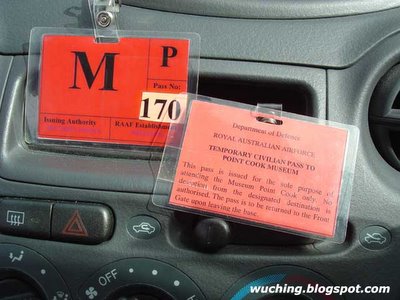 M
P
Pass No:
170
Issuing Authority
RAAF Establishment
Department of Defence
ROYAL AUSTRALIAN AIRFORCE
TEMPORARY CIVILIAN PASS TO
POINT COOK MUSEUM
This pass is issued for the sole purpose of
attending the Museum Point Cook only. No
deviation from the designated destination is
authorised. The pass is to be returned to the Front
Gate upon leaving the base.
OFF
wuching.blogspot.com